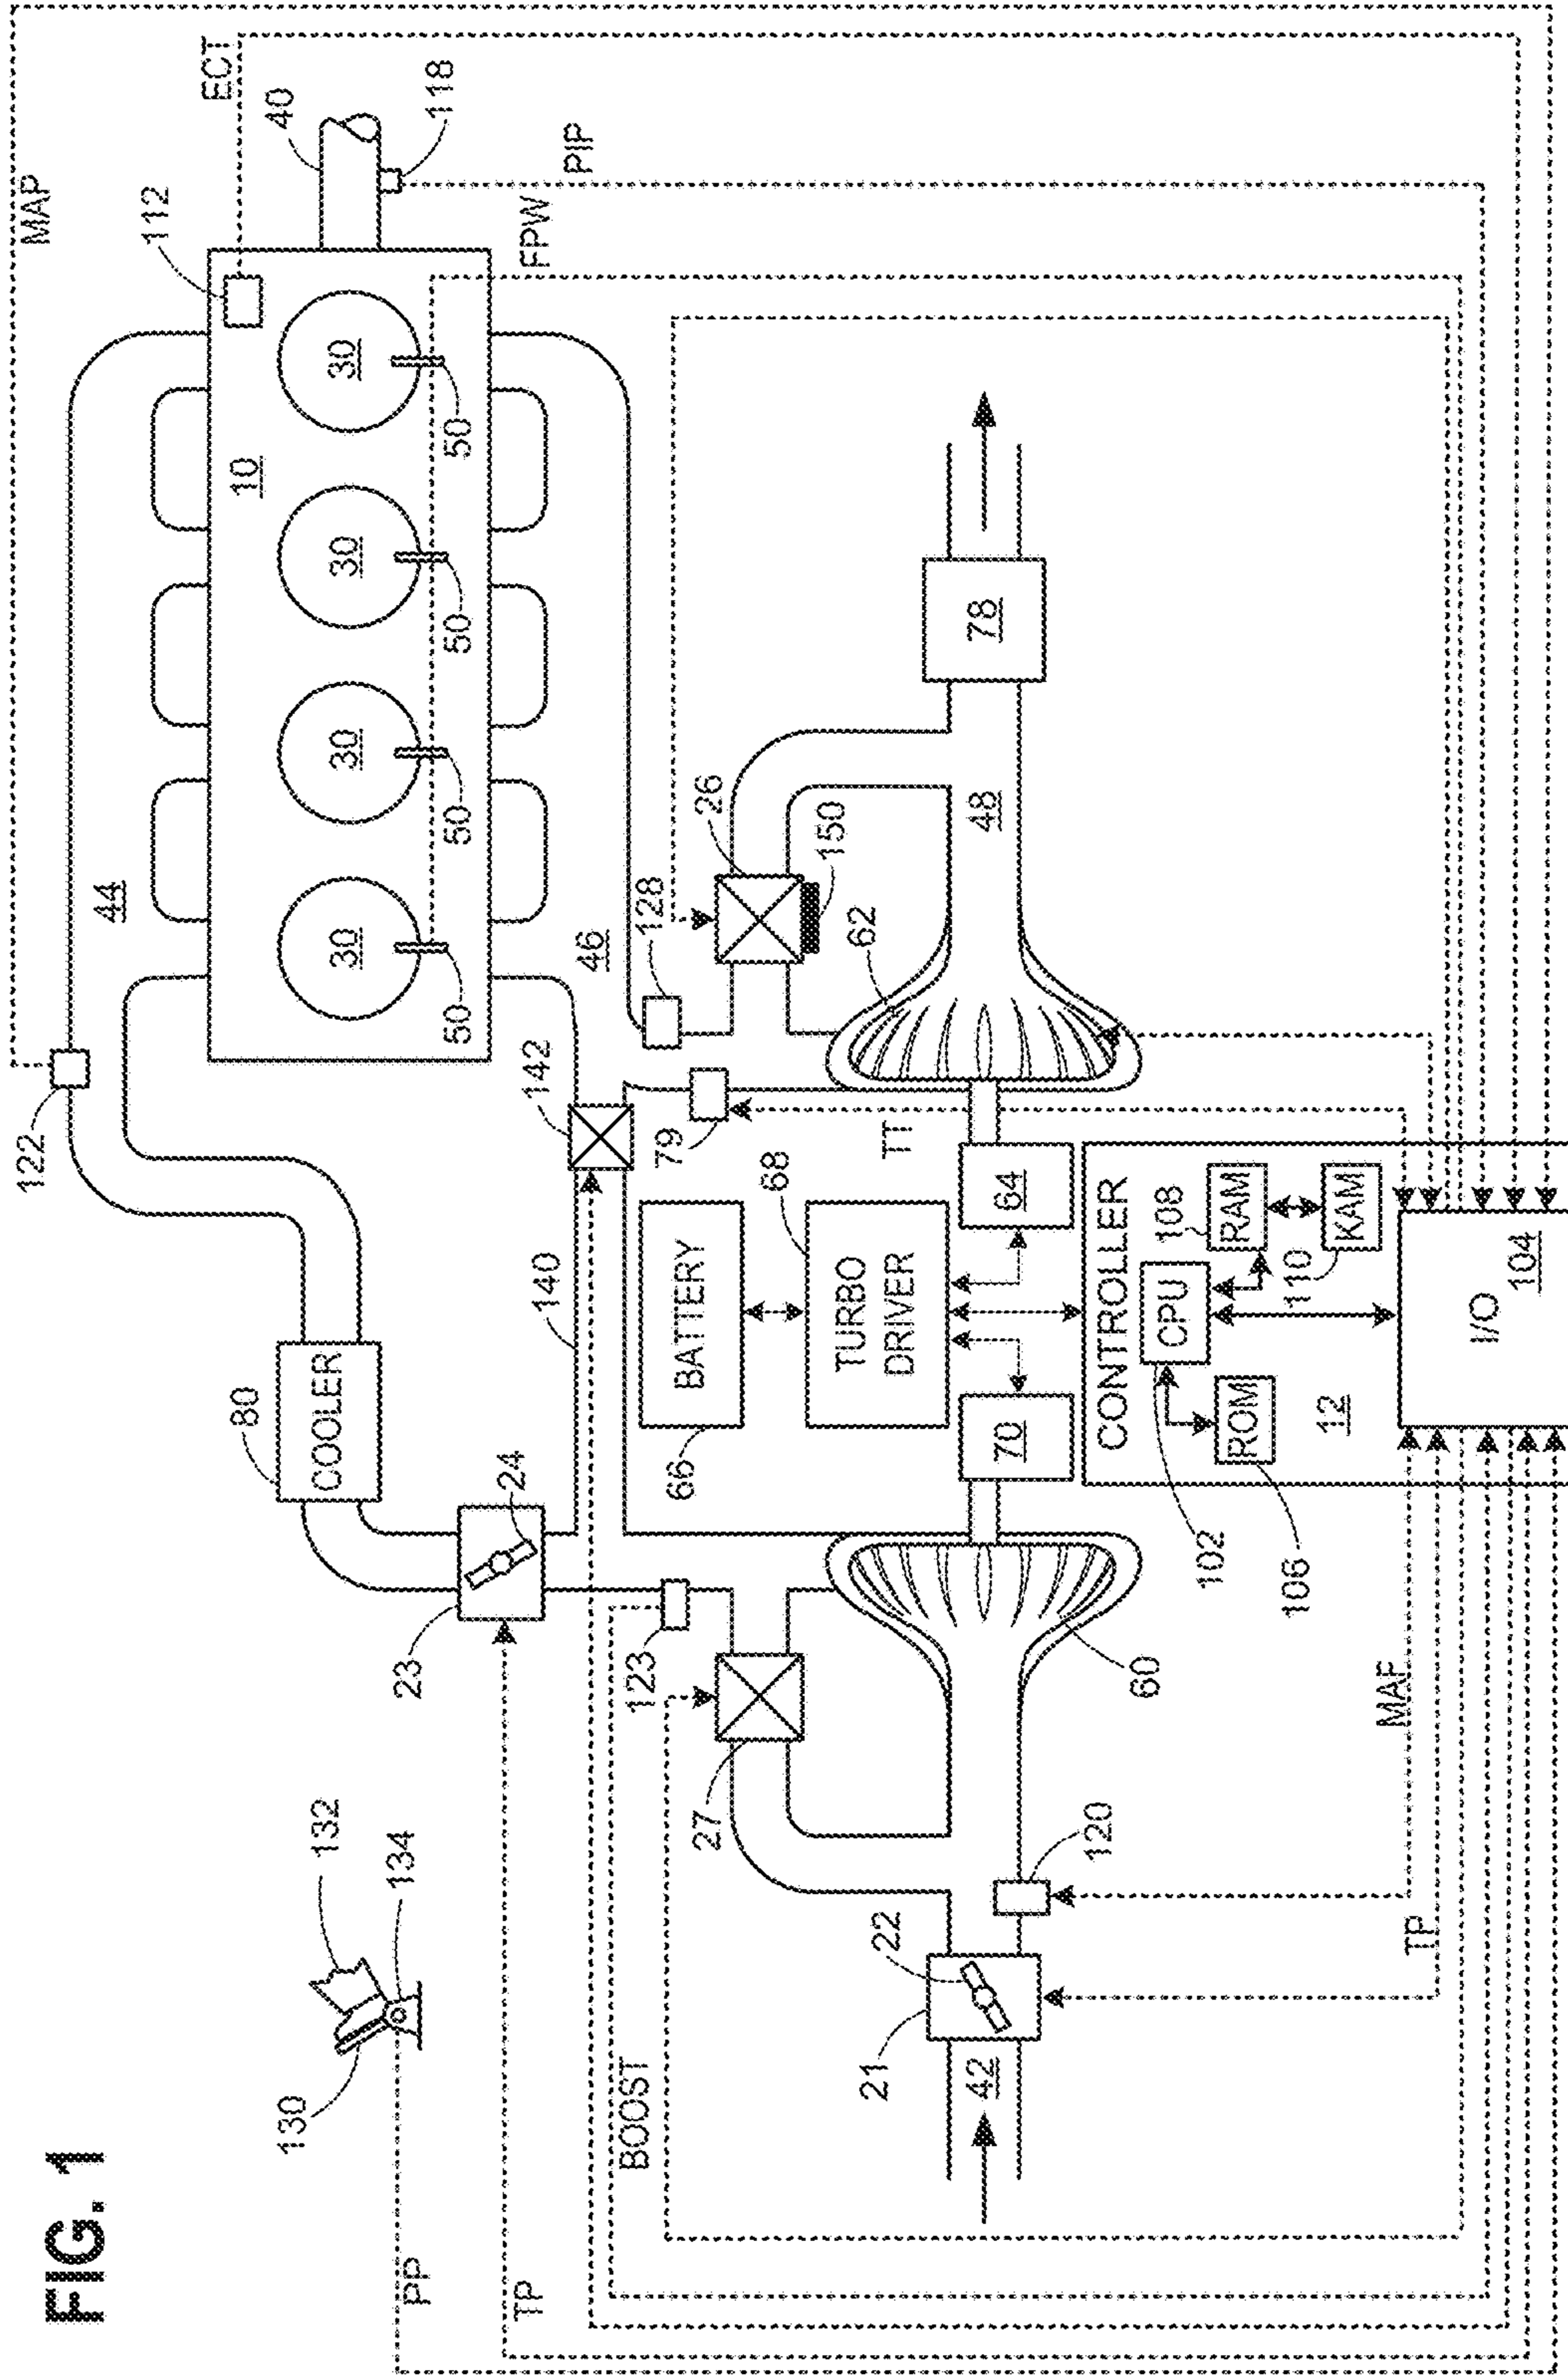 FIG. 1
MAP
ECT
40
118
112
PIP
FPW
122
44
10
30
30
30
30
50
50
50
50
80
COOLER
24
23
142
140
46
128
26
150
62
48
78
79
TT
68
BATTERY
66
TURBO
DRIVER
64
70
123
27
60
120
22
21
42
132
134
130
PP
TP
BOOST
MAF
TP
CONTROLLER
108
RAM
110
KAM
CPU
ROM
12
102
106
I/O
104